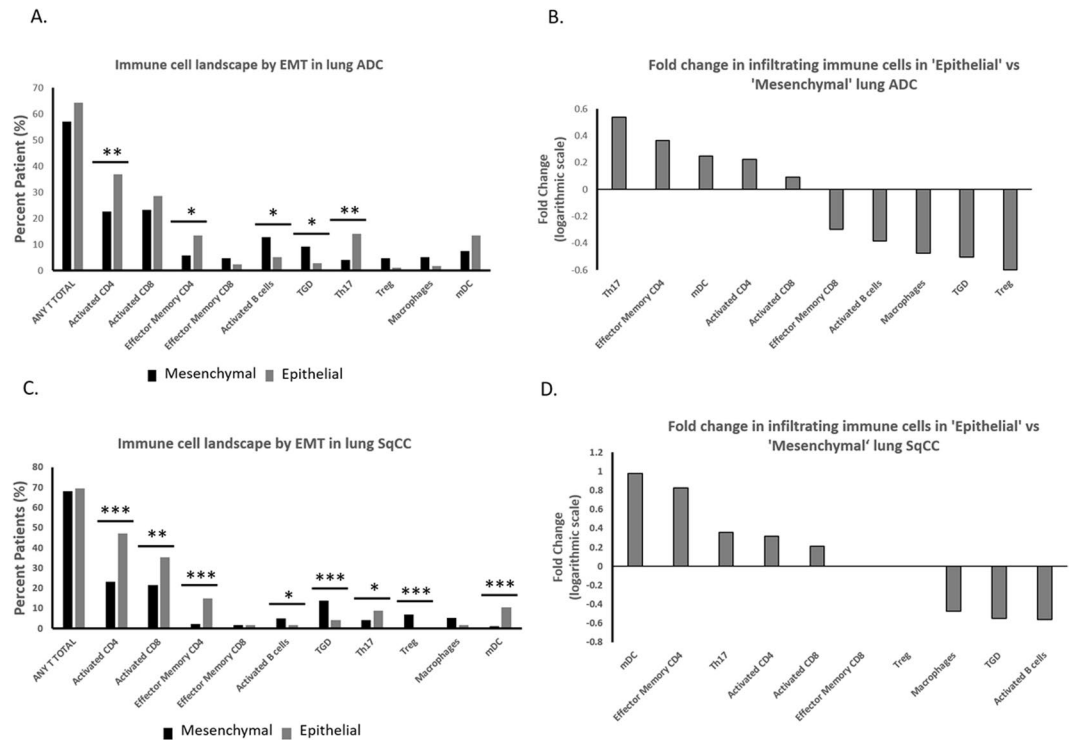 A.
Immune cell landscape by EMT in lung ADC
Percent Patient (%)
70
60
50
40
30
20
10
0
**
*
*
*
**
ANY T TOTAL
Activated CD4
Activated CD8
Effector Memory CD4
Effector Memory CD8
Activated B cells
TGD
Th17
Treg
Macrophages
mDC
Mesenchymal
Epithelial
B.
Fold change in infiltrating immune cells in 'Epithelial' vs
'Mesenchymal' lung ADC
Fold Change
(logarithmic scale)
0.6
0.4
0.2
0
-0.2
-0.4
-0.6
Th17
Effector Memory CD4
mDC
Activated CD4
Activated CD8
Effector Memory CD8
Activated B cells
Macrophages
TGD
Treg
C.
Immune cell landscape by EMT in lung SqCC
Percent Patients (%)
80
70
60
50
40
30
20
10
0
***
**
***
*
***
*
***
***
ANY T TOTAL
Activated CD4
Activated CD8
Effector Memory CD4
Effector Memory CD8
Activated B cells
TGD
Th17
Treg
Macrophages
mDC
Mesenchymal
Epithelial
D.
Fold change in infiltrating immune cells in 'Epithelial' vs
'Mesenchymal‘ lung SqCC
Fold Change
(logarithmic scale)
1.2
1
0.8
0.6
0.4
0.2
0
-0.2
-0.4
-0.6
-0.8
mDC
Effector Memory CD4
Th17
Activated CD4
Activated CD8
Effector Memory CD8
Treg
Macrophages
TGD
Activated B cells